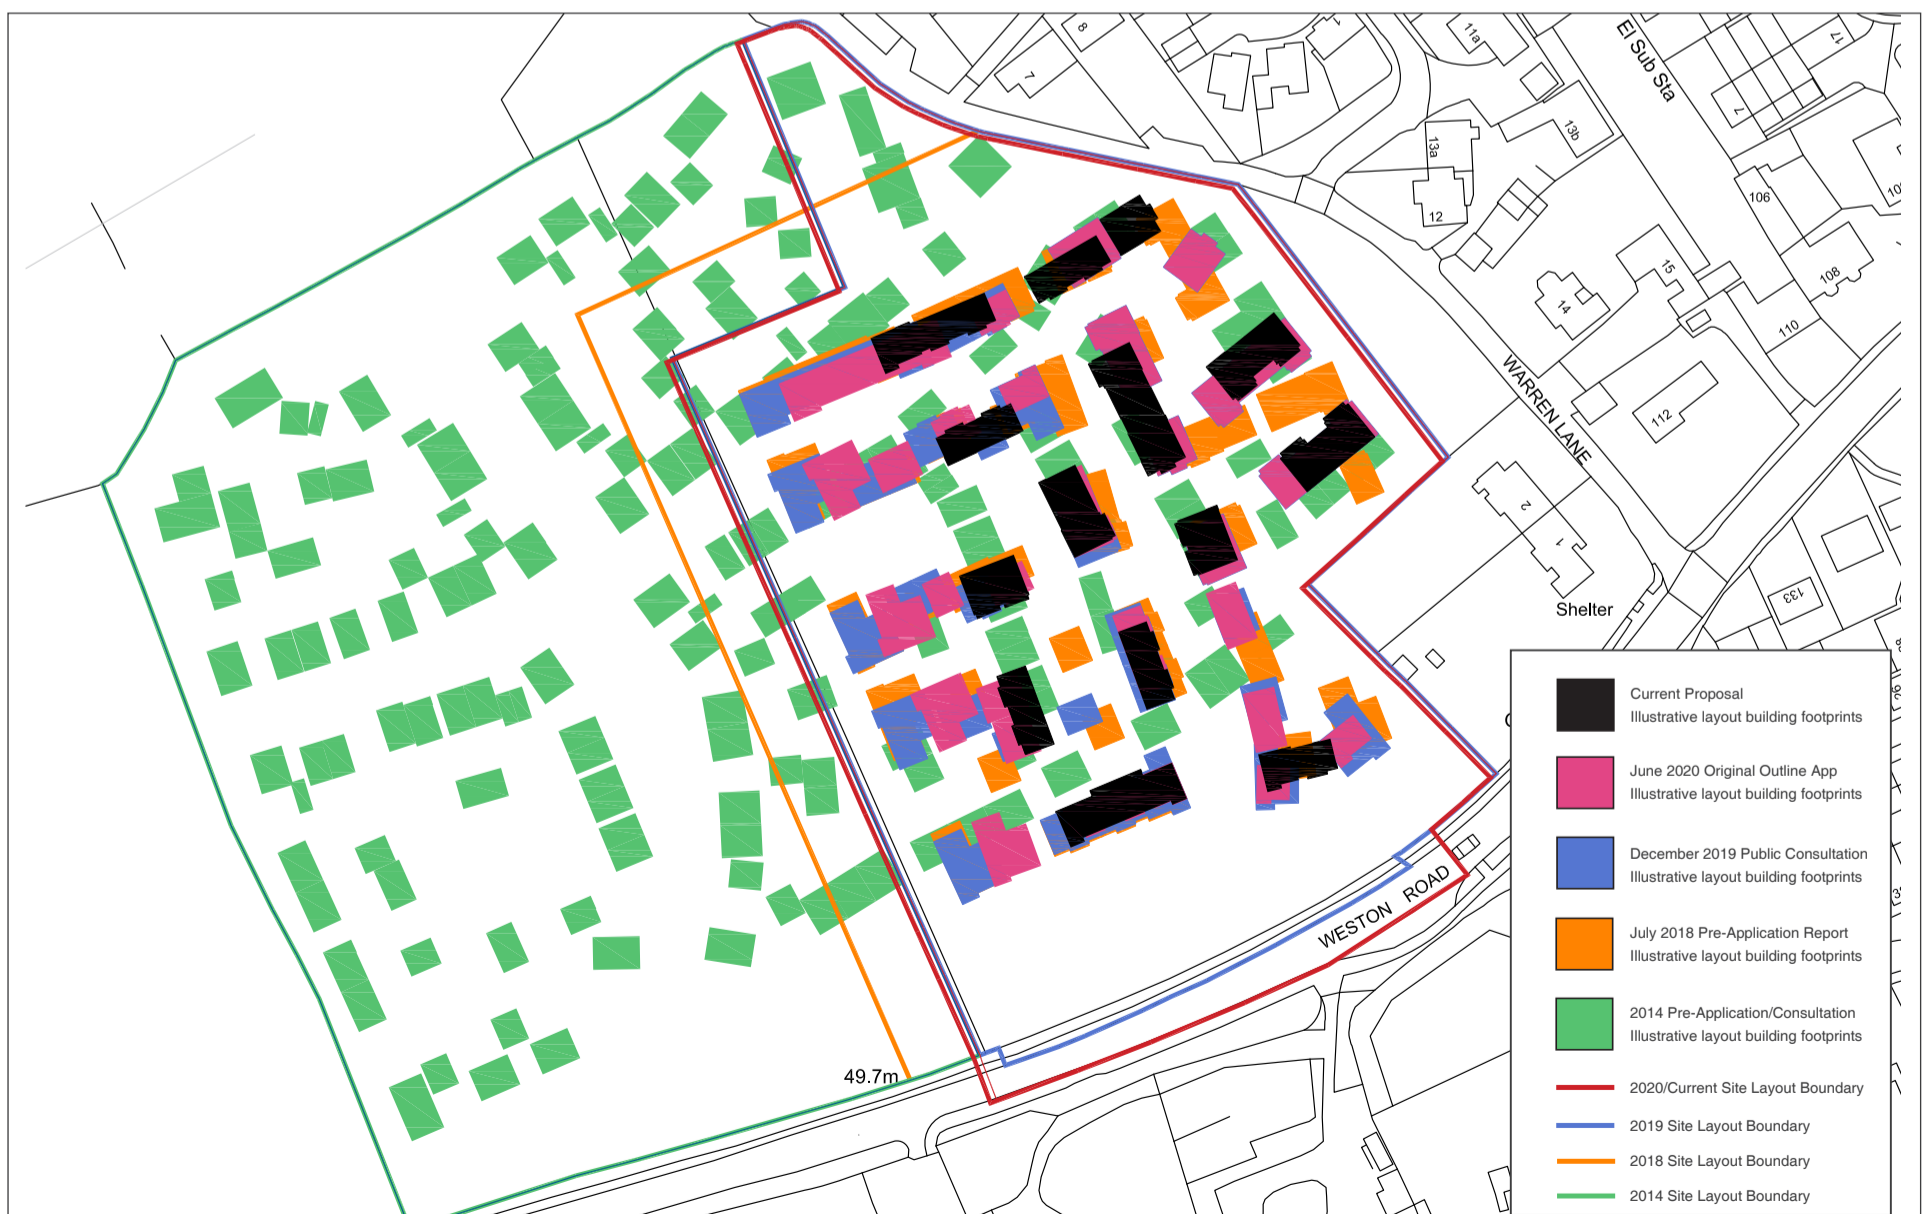 8
7
11a
El Sub Sta
17
7
13b
13a
12
106
15
108
14
110
WARREN LANE
112
2
1
Shelter
133
WESTON ROAD
49.7m
Current Proposal
Illustrative layout building footprints
June 2020 Original Outline App
Illustrative layout building footprints
December 2019 Public Consultation
Illustrative layout building footprints
July 2018 Pre-Application Report
Illustrative layout building footprints
2014 Pre-Application/Consultation
Illustrative layout building footprints
2020/Current Site Layout Boundary
2019 Site Layout Boundary
2018 Site Layout Boundary
2014 Site Layout Boundary